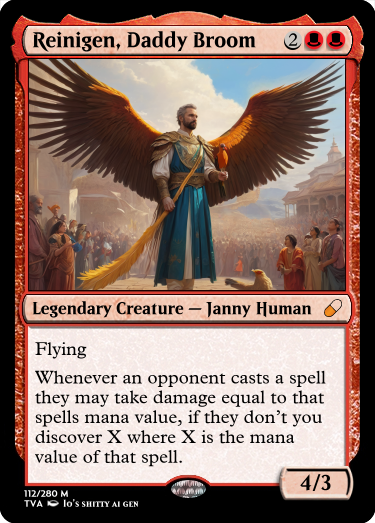 Reinigen, Daddy Broom 2
Legendary Creature — Janny Human
Flying
Whenever an opponent casts a spell
they may take damage equal to that
spells mana value, if they don't you
discover X where X is the mana
value of that spell.
4/3
112/280 M
TVA Io's shitty ai gen